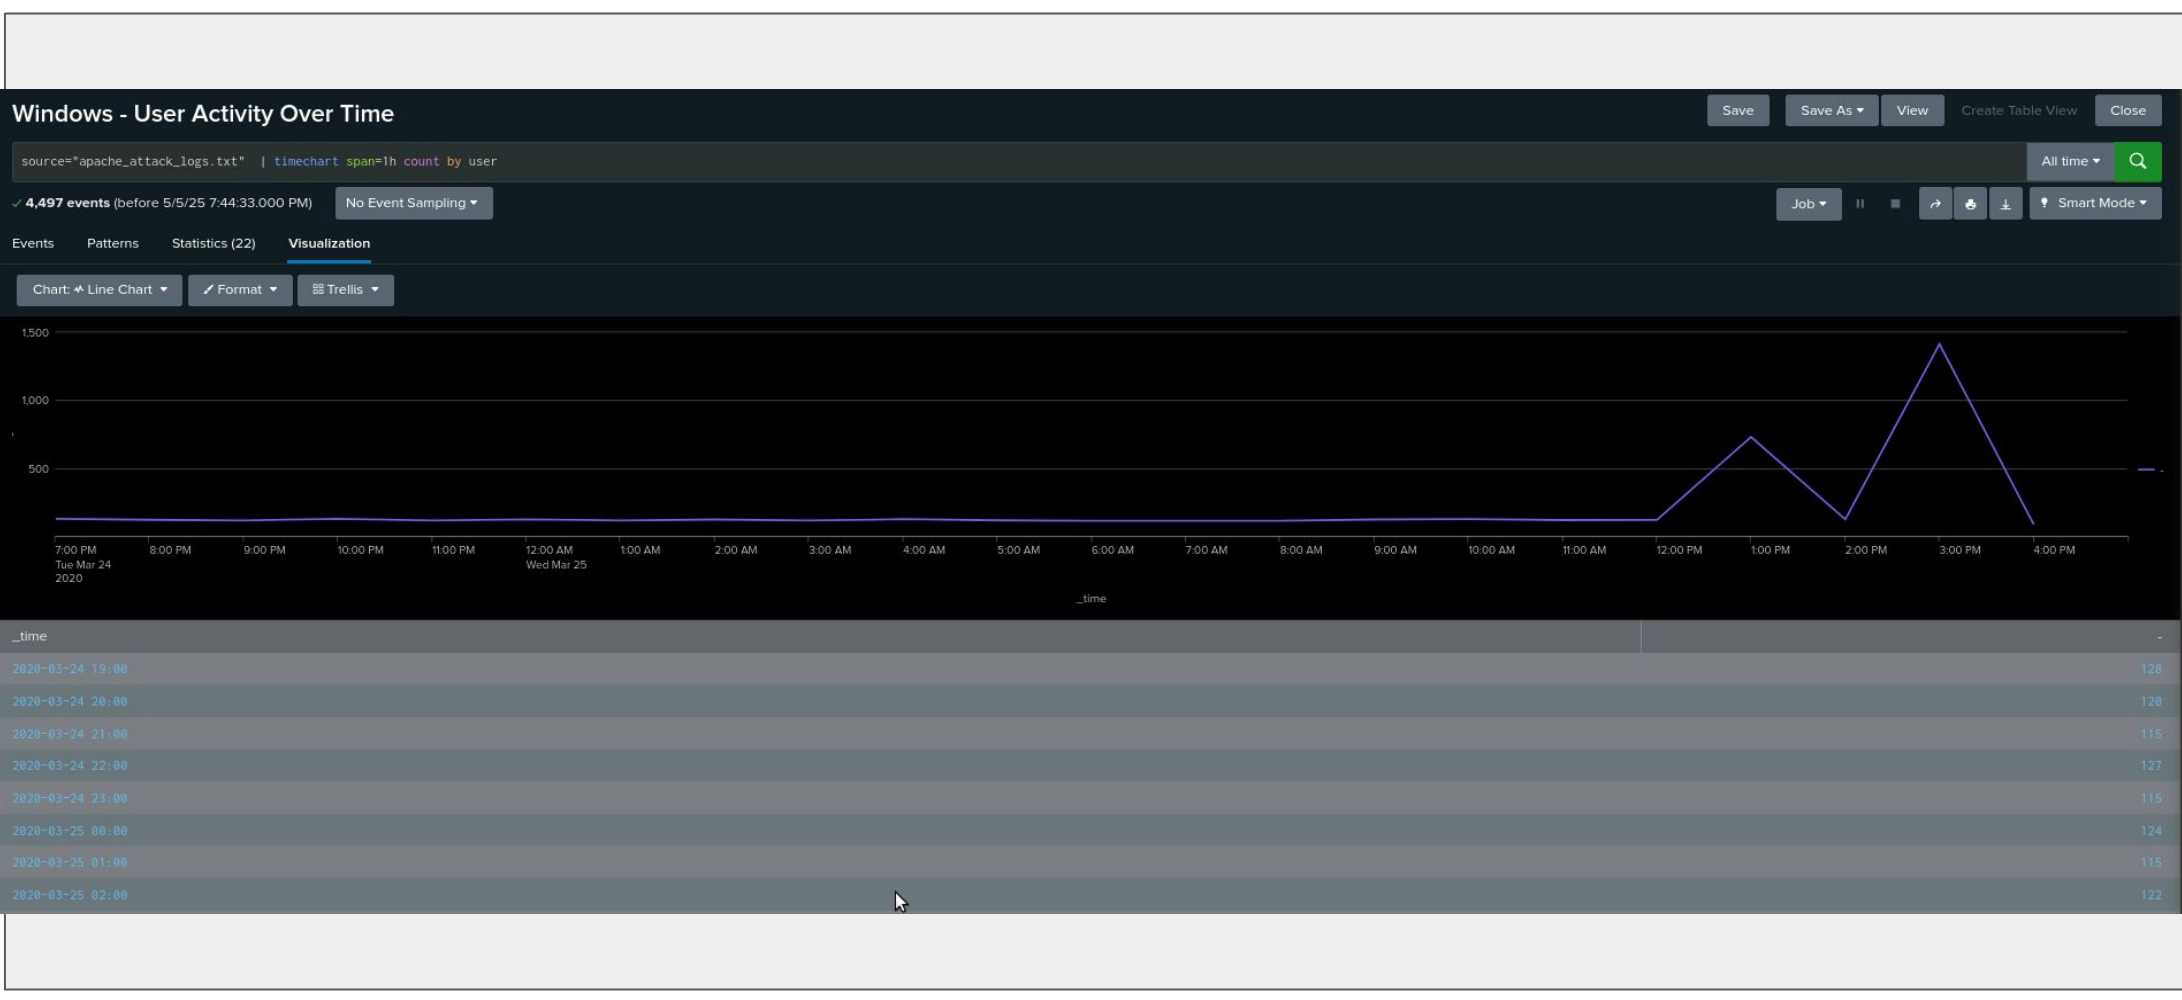 Windows - User Activity Over Time
Save Save As View Create Table View Close
source="apache_attack_logs.txt" | timechart span=1h count by user
All time
✓ 4,497 events (before 5/5/25 7:44:33.000 PM) No Event Sampling
Job Smart Mode
Events Patterns Statistics (22) Visualization
Chart: Line Chart Format Trellis
1,500
1,000
500
-
7:00 PM 8:00 PM 9:00 PM 10:00 PM 11:00 PM 12:00 AM 1:00 AM 2:00 AM 3:00 AM 4:00 AM 5:00 AM 6:00 AM 7:00 AM 8:00 AM 9:00 AM 10:00 AM 11:00 AM 12:00 PM 1:00 PM 2:00 PM 3:00 PM 4:00 PM
Tue Mar 24 Wed Mar 25
2020
_time
_time -
2020-03-24 19:00 128
2020-03-24 20:00 120
2020-03-24 21:00 115
2020-03-24 22:00 127
2020-03-24 23:00 115
2020-03-25 00:00 124
2020-03-25 01:00 115
2020-03-25 02:00 122